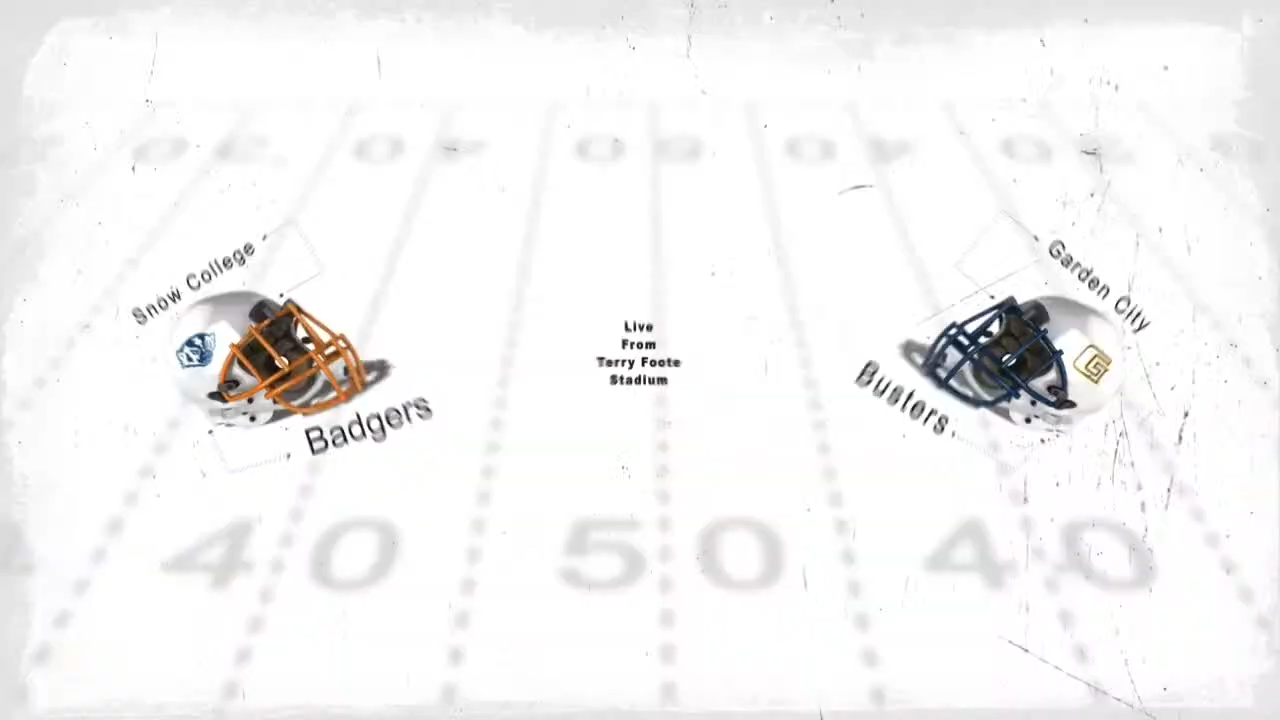 Snow College
Badgers
Live
From
Terry Foote
Stadium
Garden City
Busters
40
50
40
G